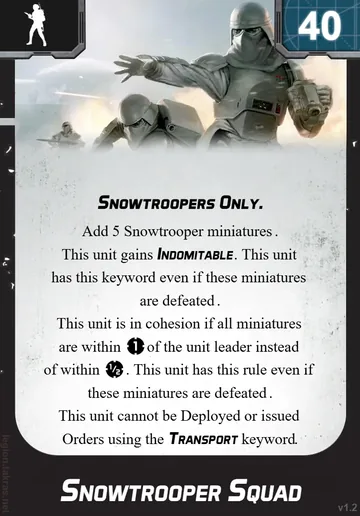 40
SNOWTROOPERS ONLY.
Add 5 Snowtrooper miniatures.
This unit gains INDOMITABLE. This unit
has this keyword even if these miniatures
are defeated.
This unit is in cohesion if all miniatures
are within 1 of the unit leader instead
of within ½. This unit has this rule even if
these miniatures are defeated.
This unit cannot be Deployed or issued
Orders using the TRANSPORT keyword.
legion.takras.net
SNOWTROOPER SQUAD
v1.2